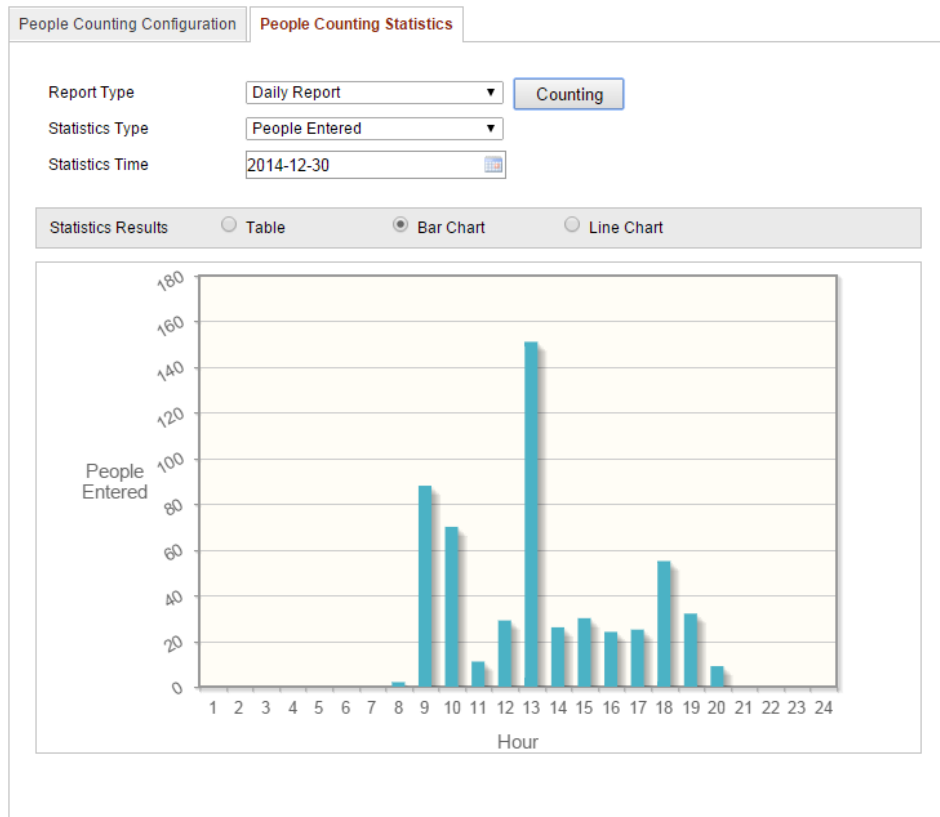 People Counting Configuration
People Counting Statistics
Report Type
Daily Report
Counting
Statistics Type
People Entered
Statistics Time
2014-12-30
Statistics Results
Table
Bar Chart
Line Chart
180
160
140
120
100
80
60
40
20
0
People
Entered
1 2 3 4 5 6 7 8 9 10 11 12 13 14 15 16 17 18 19 20 21 22 23 24
Hour